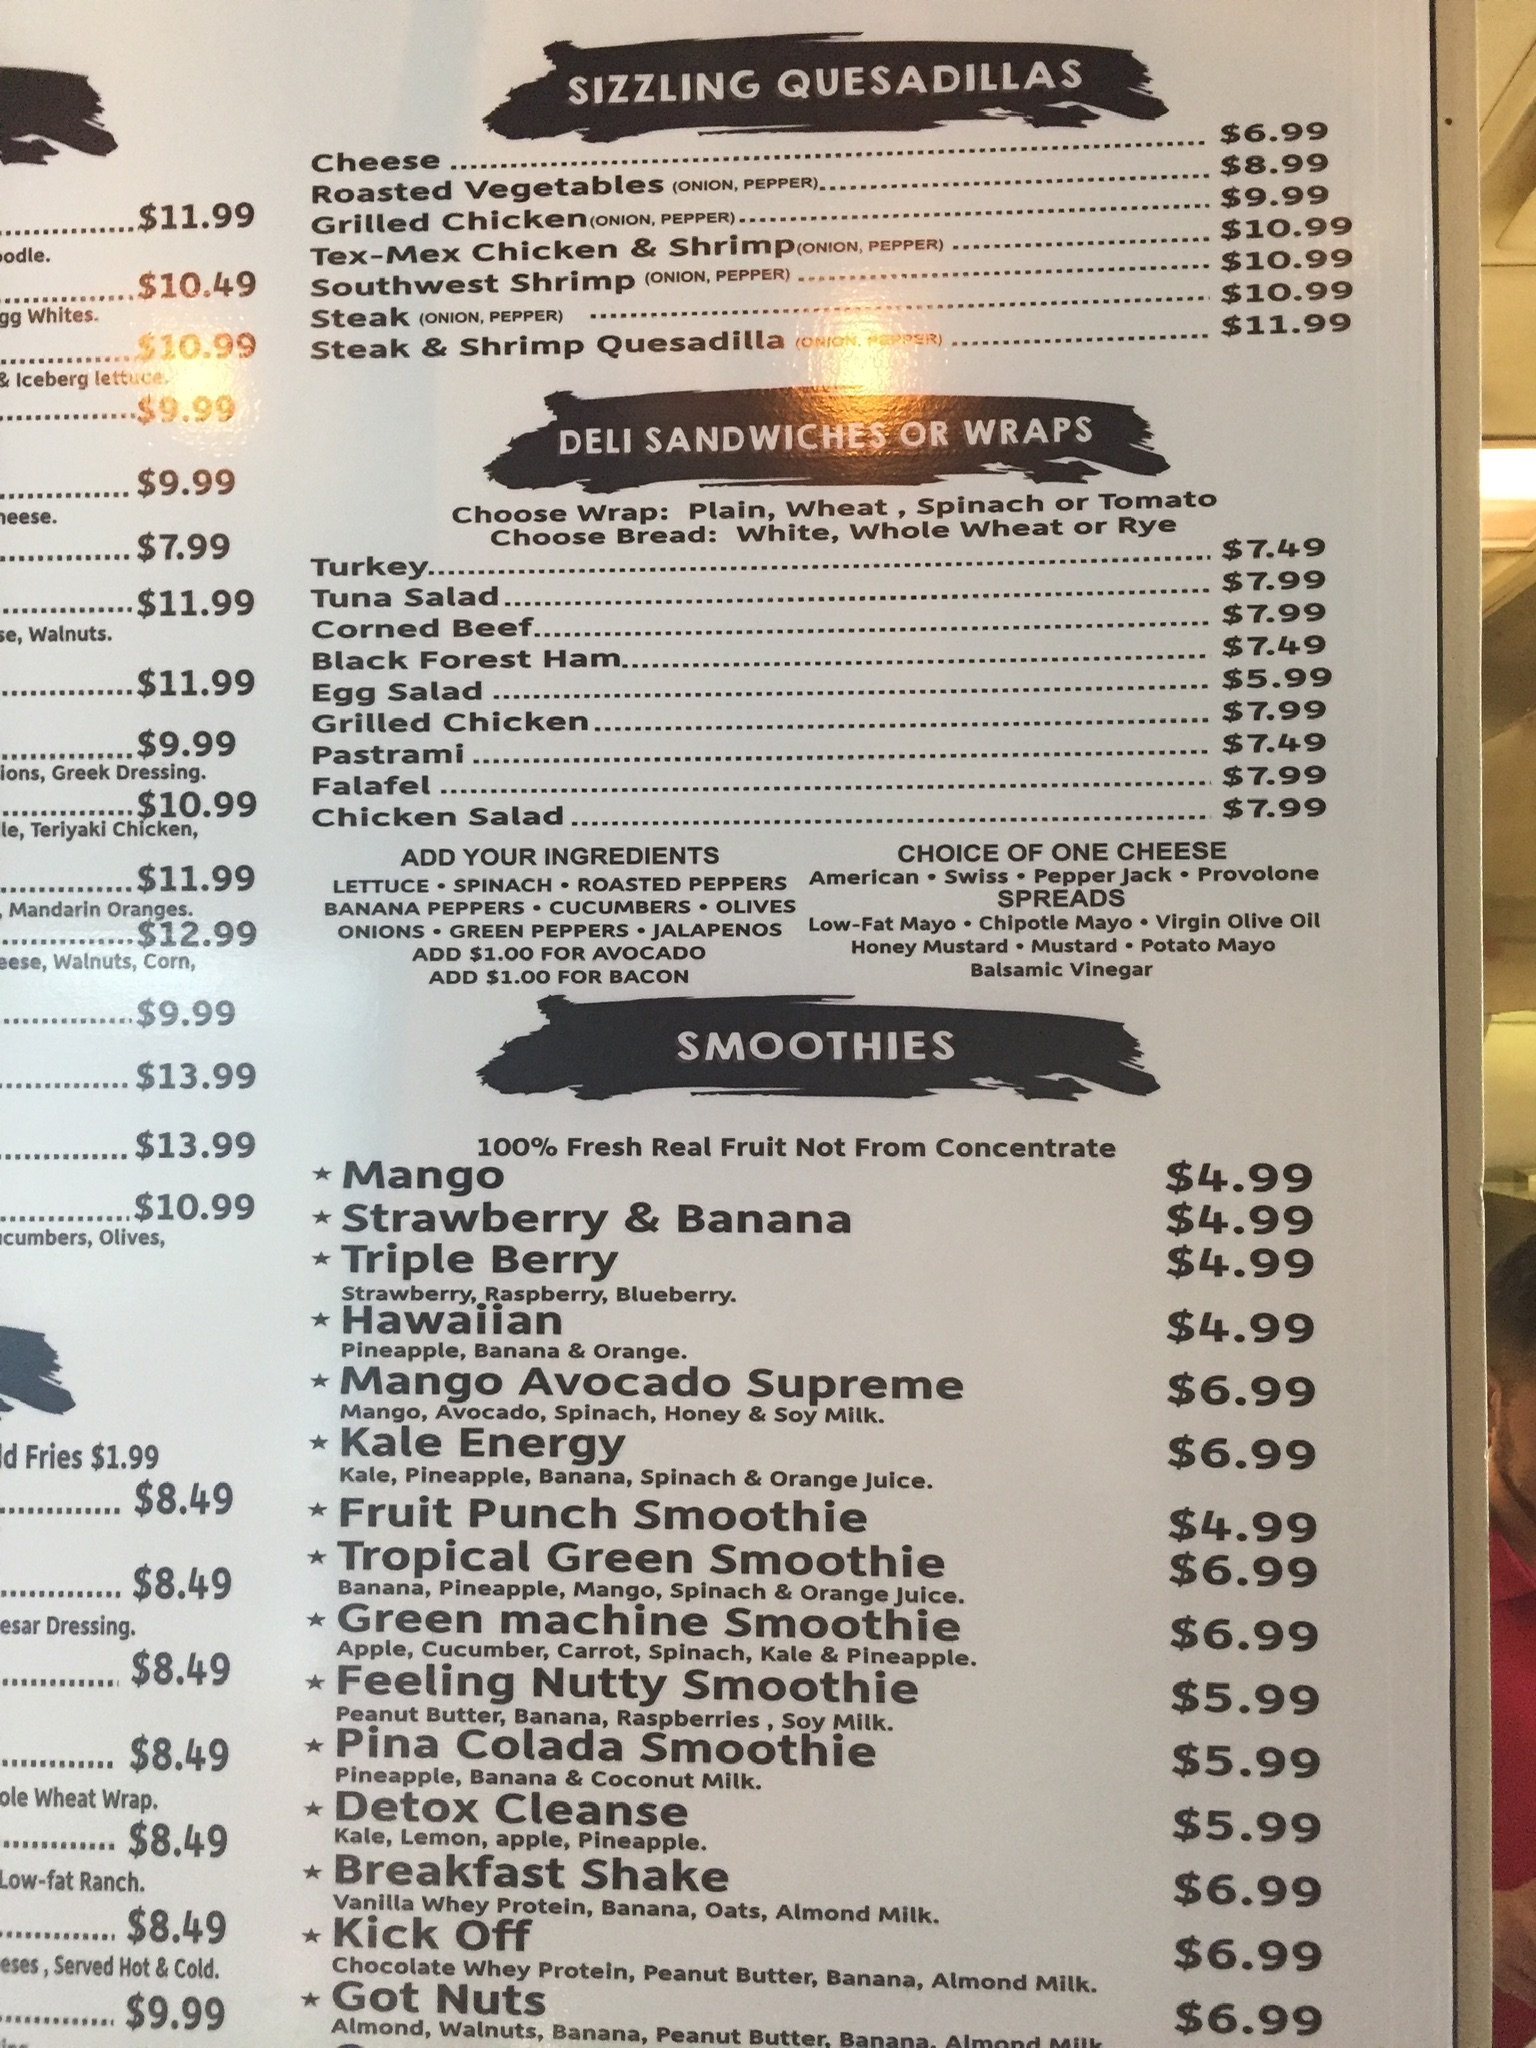 $11.99
oodle.
$10.49
gg Whites.
$10.99
& Iceberg lettuce.
$9.99
$9.99
heese.
$7.99
$11.99
se, Walnuts.
$11.99
$9.99
ions, Greek Dressing.
$10.99
le, Teriyaki Chicken,
$11.99
, Mandarin Oranges.
$12.99
eese, Walnuts, Corn,
$9.99
$13.99
$13.99
$10.99
cumbers, Olives,
ld Fries $1.99
$8.49
$8.49
esar Dressing.
$8.49
$8.49
ole Wheat Wrap.
$8.49
Low-fat Ranch.
$8.49
eses , Served Hot & Cold.
$9.99
SIZZLING QUESADILLAS
Cheese ........ $6.99
Roasted Vegetables (ONION, PEPPER)........ $8.99
Grilled Chicken(ONION, PEPPER)........ $9.99
Tex-Mex Chicken & Shrimp(ONION, PEPPER) ........ $10.99
Southwest Shrimp (ONION, PEPPER) ........ $10.99
Steak (ONION, PEPPER) ........ $10.99
Steak & Shrimp Quesadilla (ONION, PEPPER) ........ $11.99
DELI SANDWICHES OR WRAPS
Choose Wrap: Plain, Wheat , Spinach or Tomato
Choose Bread: White, Whole Wheat or Rye
Turkey........ $7.49
Tuna Salad........ $7.99
Corned Beef........ $7.99
Black Forest Ham........ $7.49
Egg Salad ........ $5.99
Grilled Chicken........ $7.99
Pastrami ........ $7.49
Falafel ........ $7.99
Chicken Salad ........ $7.99
ADD YOUR INGREDIENTS
LETTUCE • SPINACH • ROASTED PEPPERS
BANANA PEPPERS • CUCUMBERS • OLIVES
ONIONS • GREEN PEPPERS • JALAPENOS
ADD $1.00 FOR AVOCADO
ADD $1.00 FOR BACON
CHOICE OF ONE CHEESE
American • Swiss • Pepper Jack • Provolone
SPREADS
Low-Fat Mayo • Chipotle Mayo • Virgin Olive Oil
Honey Mustard • Mustard • Potato Mayo
Balsamic Vinegar
SMOOTHIES
100% Fresh Real Fruit Not From Concentrate
★ Mango $4.99
★ Strawberry & Banana $4.99
★ Triple Berry $4.99
Strawberry, Raspberry, Blueberry.
★ Hawaiian $4.99
Pineapple, Banana & Orange.
★ Mango Avocado Supreme $6.99
Mango, Avocado, Spinach, Honey & Soy Milk.
★ Kale Energy $6.99
Kale, Pineapple, Banana, Spinach & Orange Juice.
★ Fruit Punch Smoothie $4.99
★ Tropical Green Smoothie $6.99
Banana, Pineapple, Mango, Spinach & Orange Juice.
★ Green machine Smoothie $6.99
Apple, Cucumber, Carrot, Spinach, Kale & Pineapple.
★ Feeling Nutty Smoothie $5.99
Peanut Butter, Banana, Raspberries , Soy Milk.
★ Pina Colada Smoothie $5.99
Pineapple, Banana & Coconut Milk.
★ Detox Cleanse $5.99
Kale, Lemon, apple, Pineapple.
★ Breakfast Shake $6.99
Vanilla Whey Protein, Banana, Oats, Almond Milk.
★ Kick Off $6.99
Chocolate Whey Protein, Peanut Butter, Banana, Almond Milk.
★ Got Nuts $6.99
Almond, Walnuts, Banana, Peanut Butter, Banana, Almond Milk